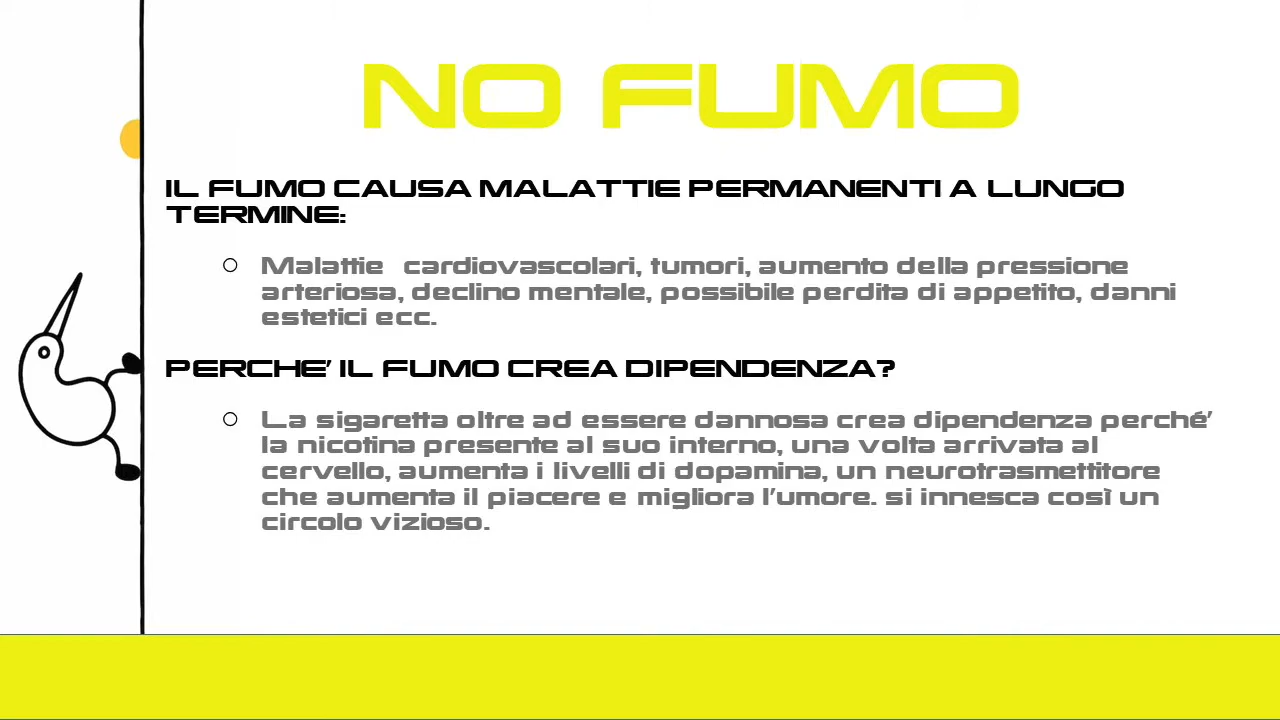 NO FUMO
IL FUMO CAUSA MALATTIE PERMANENTI A LUNGO
TERMINE:
Malattie cardiovascolari, tumori, aumento della pressione
arteriosa, declino mentale, possibile perdita di appetito, danni
estetici ecc.
PERCHE' IL FUMO CREA DIPENDENZA?
La sigaretta oltre ad essere dannosa crea dipendenza perché'
la nicotina presente al suo interno, una volta arrivata al
cervello, aumenta i livelli di dopamina, un neurotrasmettitore
che aumenta il piacere e migliora l'umore. si innesca così un
circolo vizioso.